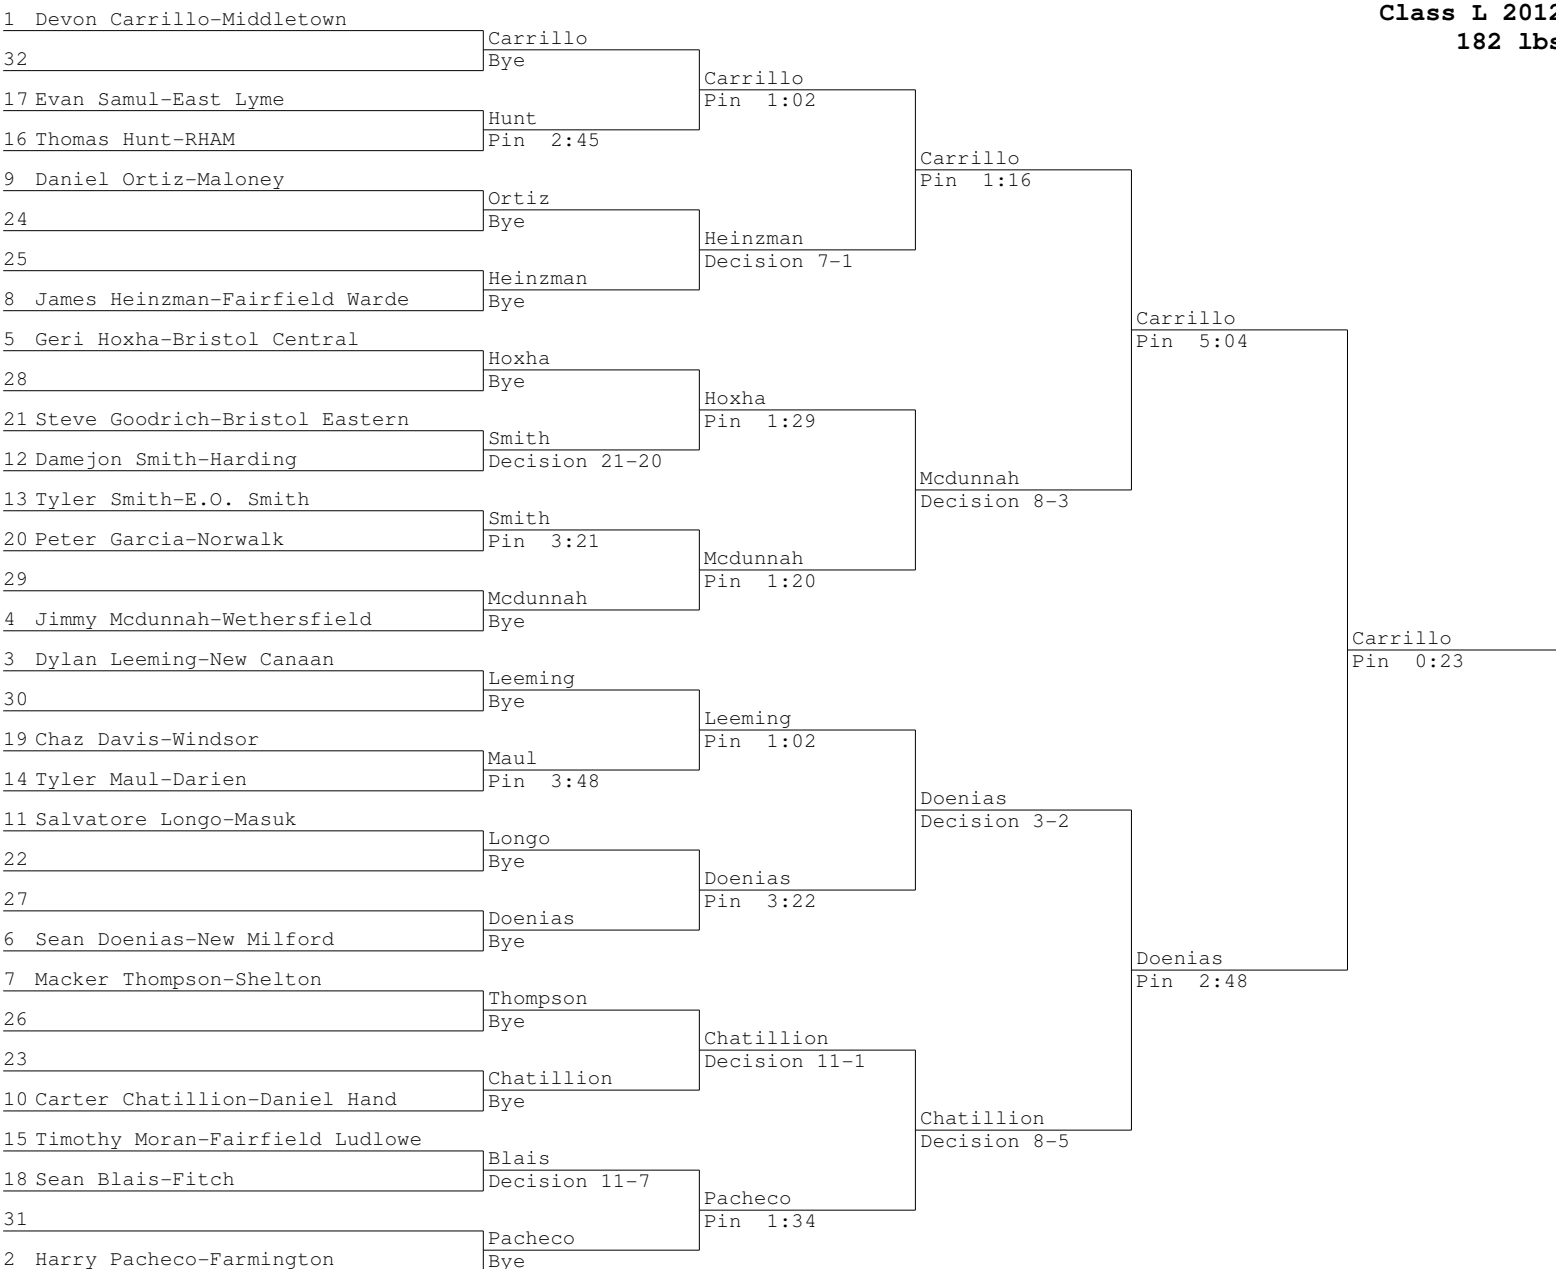 Class L 2012
182 lbs
1 Devon Carrillo-Middletown
32
17 Evan Samul-East Lyme
16 Thomas Hunt-RHAM
9 Daniel Ortiz-Maloney
24
25
8 James Heinzman-Fairfield Warde
5 Geri Hoxha-Bristol Central
28
21 Steve Goodrich-Bristol Eastern
12 Damejon Smith-Harding
13 Tyler Smith-E.O. Smith
20 Peter Garcia-Norwalk
29
4 Jimmy Mcdunnah-Wethersfield
3 Dylan Leeming-New Canaan
30
19 Chaz Davis-Windsor
14 Tyler Maul-Darien
11 Salvatore Longo-Masuk
22
27
6 Sean Doenias-New Milford
7 Macker Thompson-Shelton
26
23
10 Carter Chatillion-Daniel Hand
15 Timothy Moran-Fairfield Ludlowe
18 Sean Blais-Fitch
31
2 Harry Pacheco-Farmington
Carrillo
Bye
Hunt
Pin 2:45
Ortiz
Bye
Heinzman
Bye
Hoxha
Bye
Smith
Decision 21-20
Smith
Pin 3:21
Mcdunnah
Bye
Leeming
Bye
Maul
Pin 3:48
Longo
Bye
Doenias
Bye
Thompson
Bye
Chatillion
Bye
Blais
Decision 11-7
Pacheco
Bye
Carrillo
Pin 1:02
Heinzman
Decision 7-1
Hoxha
Pin 1:29
Mcdunnah
Pin 1:20
Leeming
Pin 1:02
Doenias
Pin 3:22
Chatillion
Decision 11-1
Pacheco
Pin 1:34
Carrillo
Pin 1:16
Mcdunnah
Decision 8-3
Doenias
Decision 3-2
Chatillion
Decision 8-5
Carrillo
Pin 5:04
Doenias
Pin 2:48
Carrillo
Pin 0:23